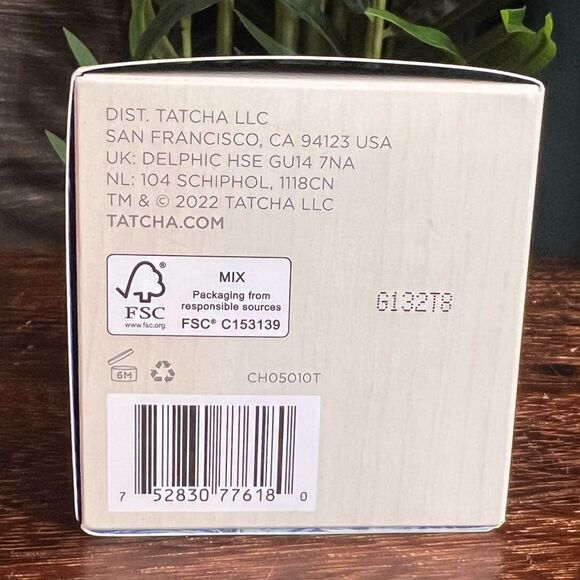 DIST. TATCHA LLC
SAN FRANCISCO, CA 94123 USA
UK: DELPHIC HSE GU14 7NA
NL: 104 SCHIPHOL, 1118CN
TM & © 2022 TATCHA LLC
TATCHA.COM
®
FSC
www.fsc.org
MIX
Packaging from
responsible sources
FSC® C153139
G132T8
6M
CH05010T
7 52830 77618 0